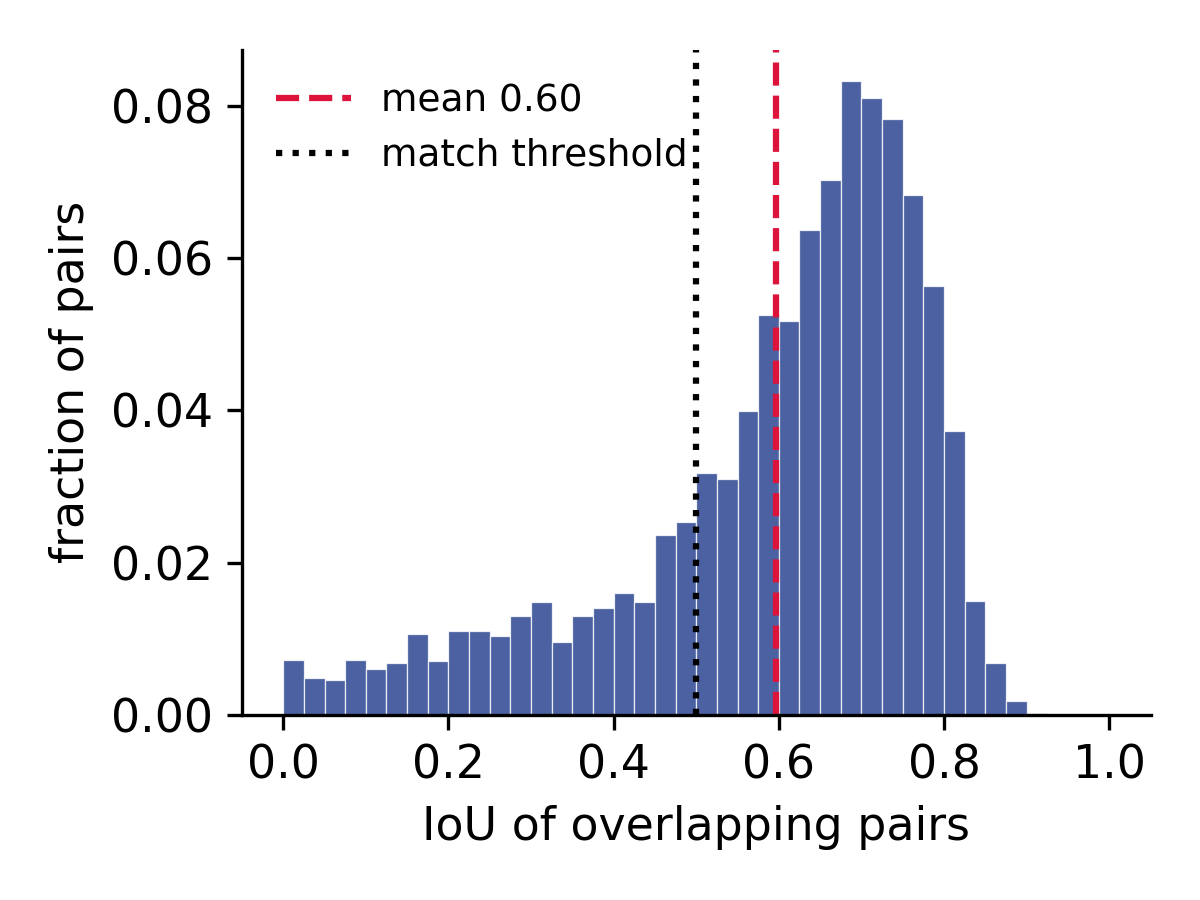 mean 0.60
match threshold
fraction of pairs
0.08
0.06
0.04
0.02
0.00
0.0 0.2 0.4 0.6 0.8 1.0
IoU of overlapping pairs